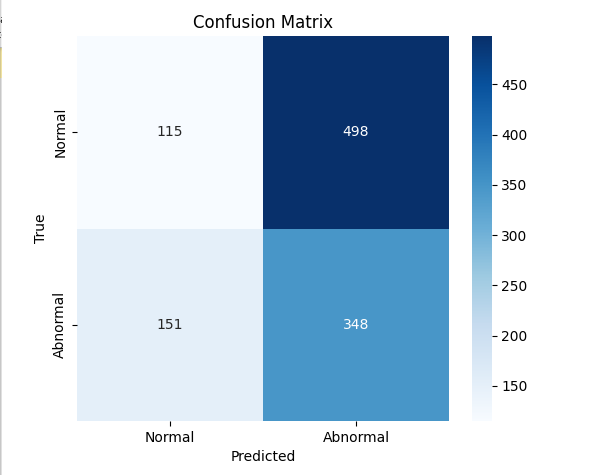 Confusion Matrix
Normal
115
498
Abnormal
151
348
True
Normal
Abnormal
Predicted
450
400
350
300
250
200
150